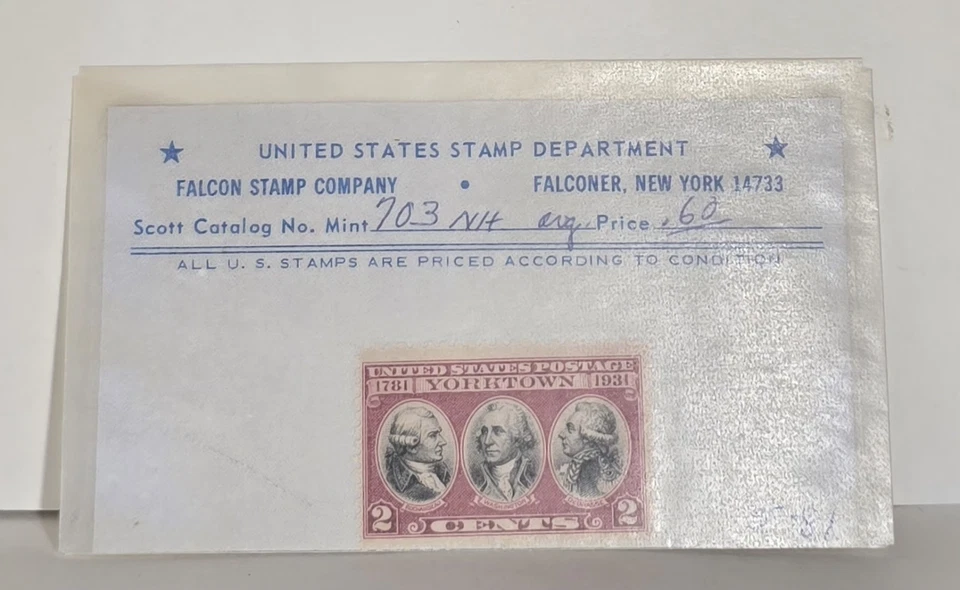 ★ UNITED STATES STAMP DEPARTMENT ★
FALCON STAMP COMPANY • FALCONER, NEW YORK 14733
Scott Catalog No. Mint 703 NH avg. Price .60
ALL U. S. STAMPS ARE PRICED ACCORDING TO CONDITION
UNITED STATES POSTAGE
1781 YORKTOWN 1931
WASHINGTON
2 CENTS 2